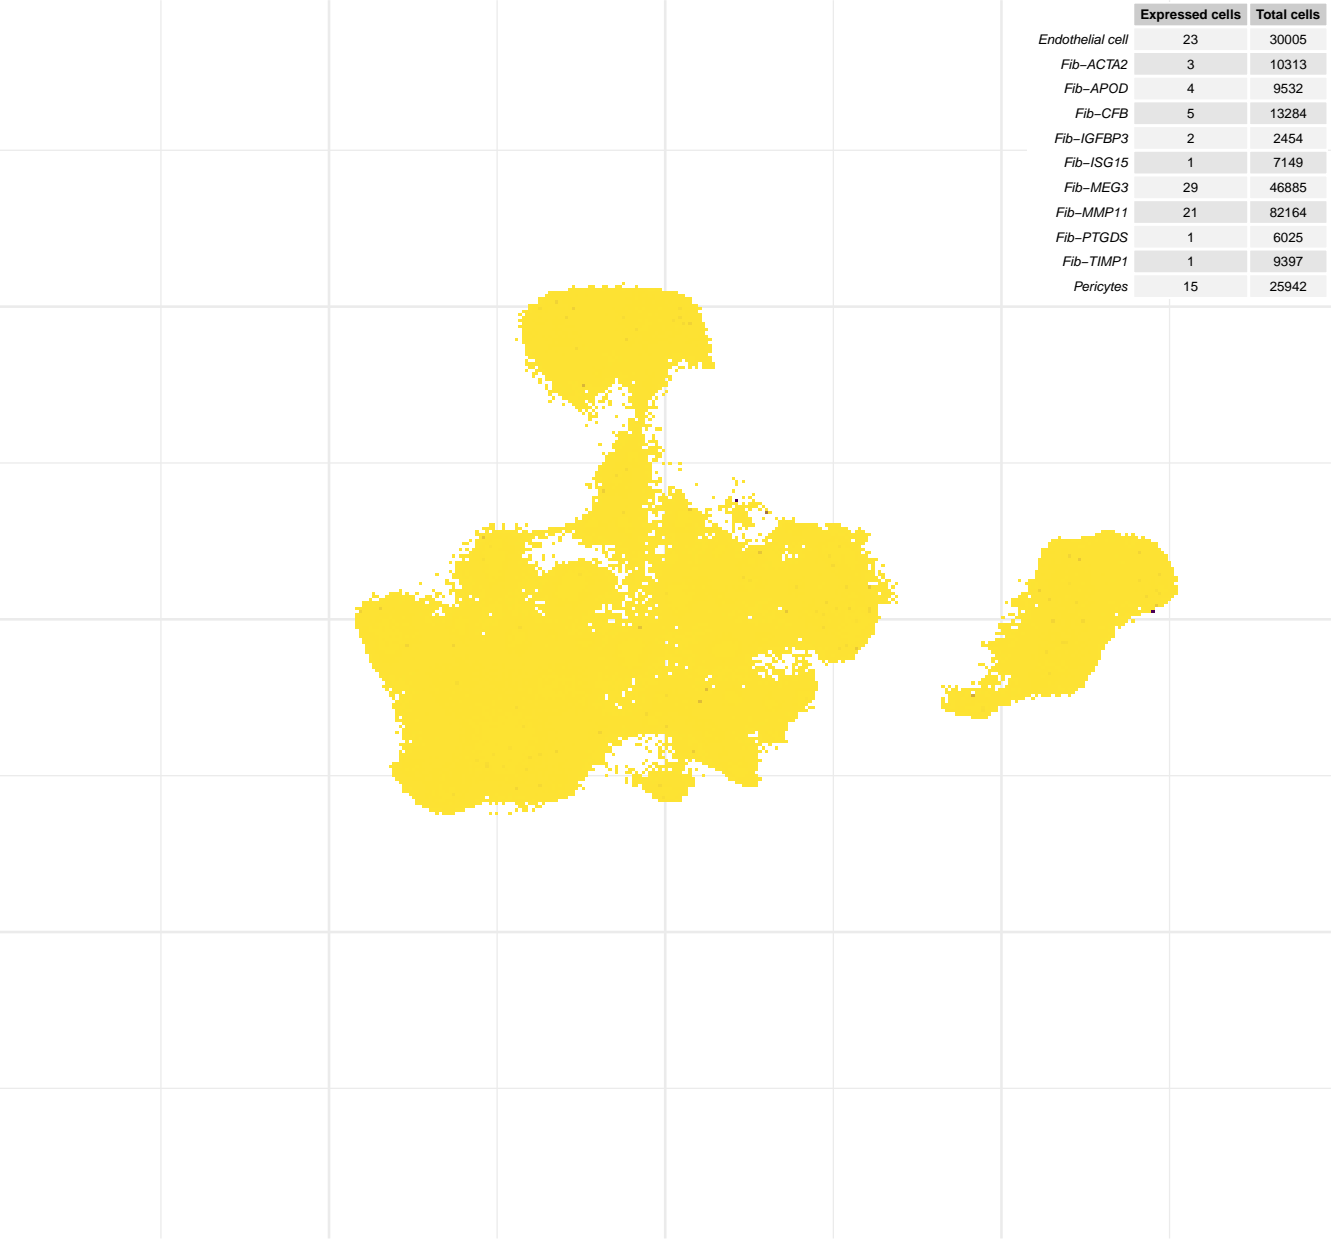 Expressed cells Total cells
Endothelial cell 23 30005
Fib−ACTA2 3 10313
Fib−APOD 4 9532
Fib−CFB 5 13284
Fib−IGFBP3 2 2454
Fib−ISG15 1 7149
Fib−MEG3 29 46885
Fib−MMP11 21 82164
Fib−PTGDS 1 6025
Fib−TIMP1 1 9397
Pericytes 15 25942